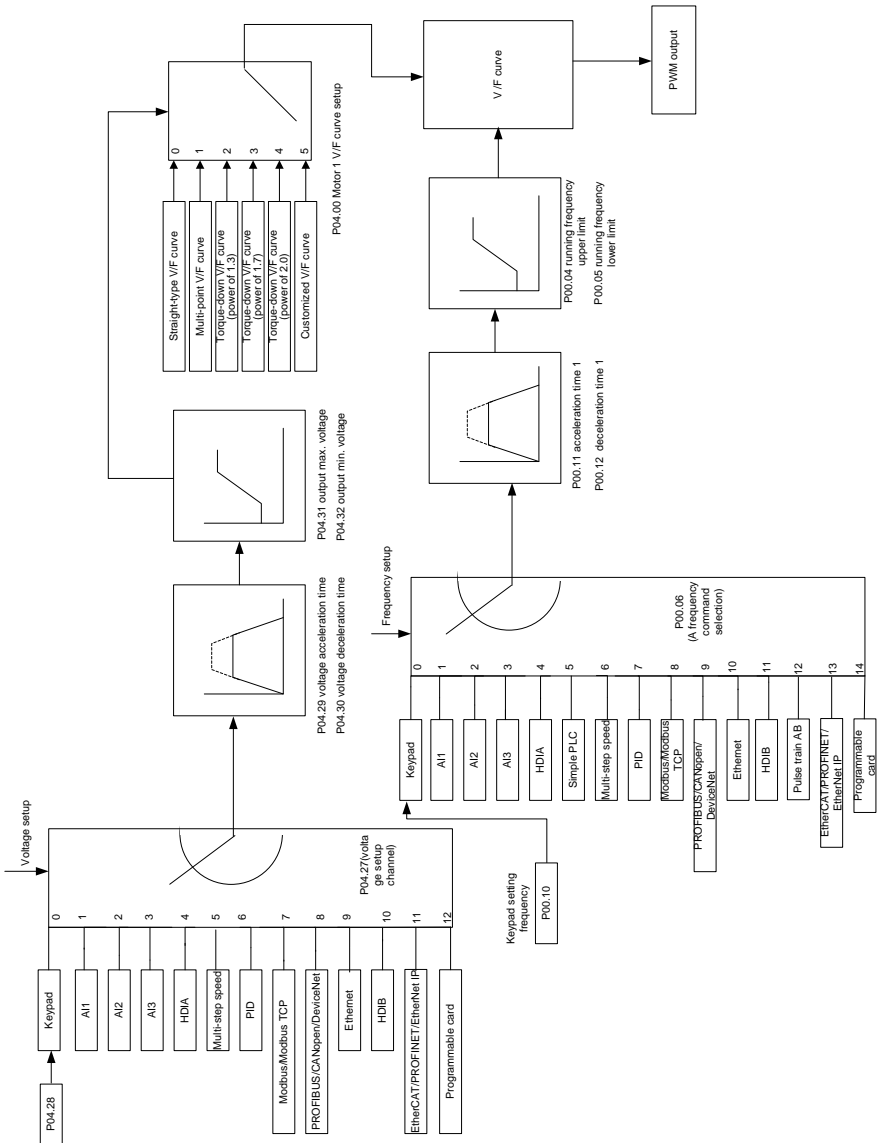 Voltage setup
P04.28
Keypad
AI1
AI2
AI3
HDIA
Multi-step speed
PID
Modbus/Modbus TCP
PROFIBUS/CANopen/DeviceNet
Ethernet
HDIB
EtherCAT/PROFINET/EtherNet IP
Programmable card
0
1
2
3
4
5
6
7
8
9
10
11
12
P04.27(volta
ge setup
channel)
P04.29 voltage acceleration time
P04.30 voltage deceleration time
P04.31 output max. voltage
P04.32 output min. voltage
Straight-type V/F curve
Multi-point V/F curve
Torque-down V/F curve
(power of 1.3)
Torque-down V/F curve
(power of 1.7)
Torque-down V/F curve
(power of 2.0)
Customized V/F curve
0
1
2
3
4
5
P04.00 Motor 1 V/F curve setup
Keypad setting
frequency
P00.10
Frequency setup
Keypad
AI1
AI2
AI3
HDIA
Simple PLC
Multi-step speed
PID
Modbus/Modbus
TCP
PROFIBUS/CANopen/
DeviceNet
Ethernet
HDIB
Pulse train AB
EtherCAT/PROFINET/
EtherNet IP
Programmable
card
0
1
2
3
4
5
6
7
8
9
10
11
12
13
14
P00.06
(A frequency
command
selection)
P00.11 acceleration time 1
P00.12 deceleration time 1
P00.04 running frequency
upper limit
P00.05 running frequency
lower limit
V /F curve
PWM output